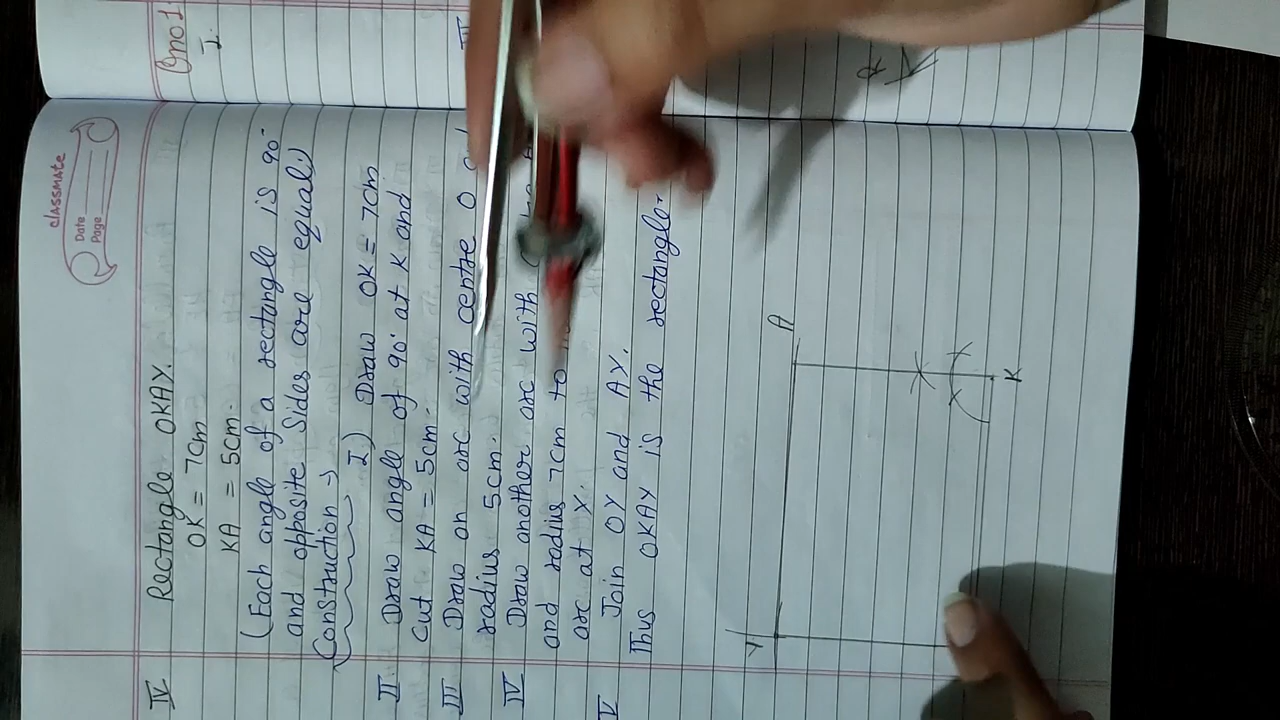 classmate
Date
Page
IV Rectangle OKAY.
OK = 7cm
KA = 5cm.
(Each angle of a rectangle is 90°
and opposite sides are equal)
Construction →
I) Draw OK = 7cm
II Draw angle of 90° at K and
cut KA = 5cm.
III Draw an arc with centre O
radius 5cm.
IV Draw another arc with
and radius 7cm to
arc at Y.
V Join OY and AY.
Thus OKAY is the rectangle.
Y A
K
Qno1
I.
III